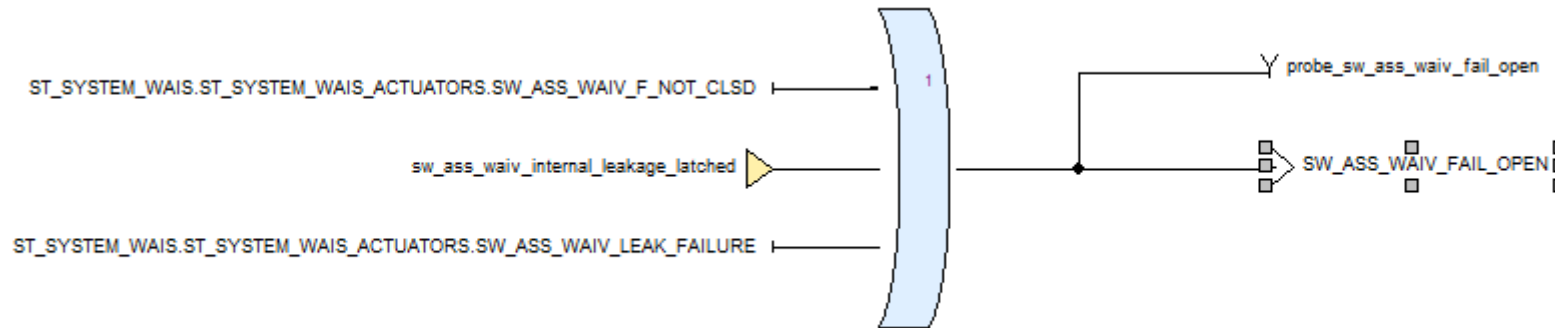 1
probe_sw_ass_waiv_fail_open
ST_SYSTEM_WAIS.ST_SYSTEM_WAIS_ACTUATORS.SW_ASS_WAIV_F_NOT_CLSD
sw_ass_waiv_internal_leakage_latched
SW_ASS_WAIV_FAIL_OPEN
ST_SYSTEM_WAIS.ST_SYSTEM_WAIS_ACTUATORS.SW_ASS_WAIV_LEAK_FAILURE